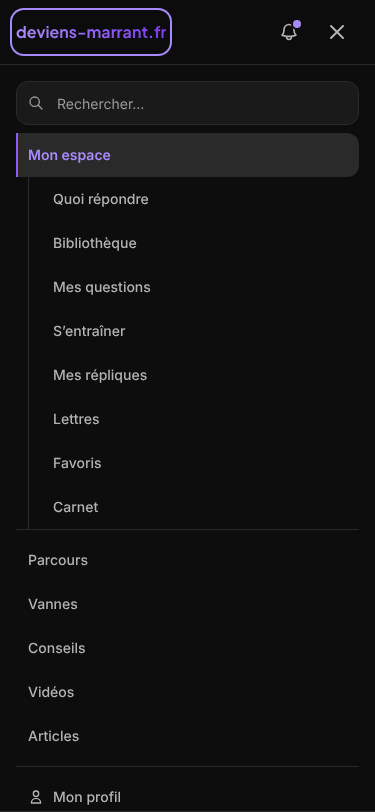 deviens-marrant.fr
Rechercher...
Mon espace
Quoi répondre
Bibliothèque
Mes questions
S’entraîner
Mes répliques
Lettres
Favoris
Carnet
Parcours
Vannes
Conseils
Vidéos
Articles
Mon profil